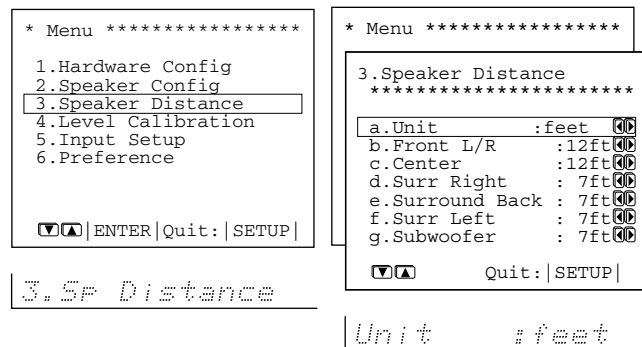 * Menu *****************
1.Hardware Config
2.Speaker Config
3.Speaker Distance
4.Level Calibration
5.Input Setup
6.Preference
|ENTER|Quit:|SETUP|
3.Sp Distance
* Menu *****************
3.Speaker Distance
***********************
a.Unit :feet
b.Front L/R :12ft
c.Center :12ft
d.Surr Right : 7ft
e.Surround Back : 7ft
f.Surr Left : 7ft
g.Subwoofer : 7ft
Quit:|SETUP|
Unit :feet